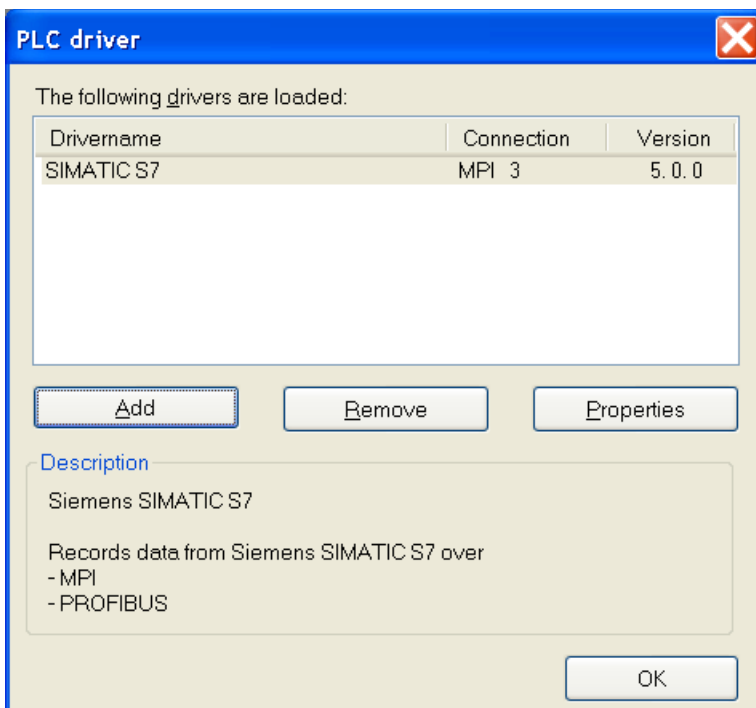 PLC driver
The following drivers are loaded:
Drivername Connection Version
SIMATIC S7 MPI 3 5. 0. 0
Add Remove Properties
Description
Siemens SIMATIC S7
Records data from Siemens SIMATIC S7 over
- MPI
- PROFIBUS
OK